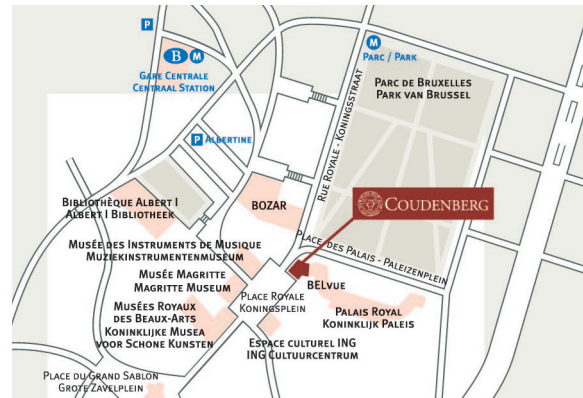 P
B M
Gare Centrale
Centraal Station
M
Parc / Park
Parc de Bruxelles
Park van Brussel
Rue Royale - Koningsstraat
P Albertine
Bibliothèque Albert I
Albert I Bibliotheek
BOZAR
COUDENBERG
Musée des Instruments de Musique
Muziekinstrumentenmuseum
Place des Palais - Paleizenplein
Musée Magritte
Magritte Museum
BELvue
Place Royale
Koningsplein
Musées Royaux
des Beaux-Arts
Koninklijke Musea
voor Schone Kunsten
Palais Royal
Koninklijk Paleis
Espace culturel ING
ING Cultuurcentrum
Place du Grand Sablon
Grote Zavelplein